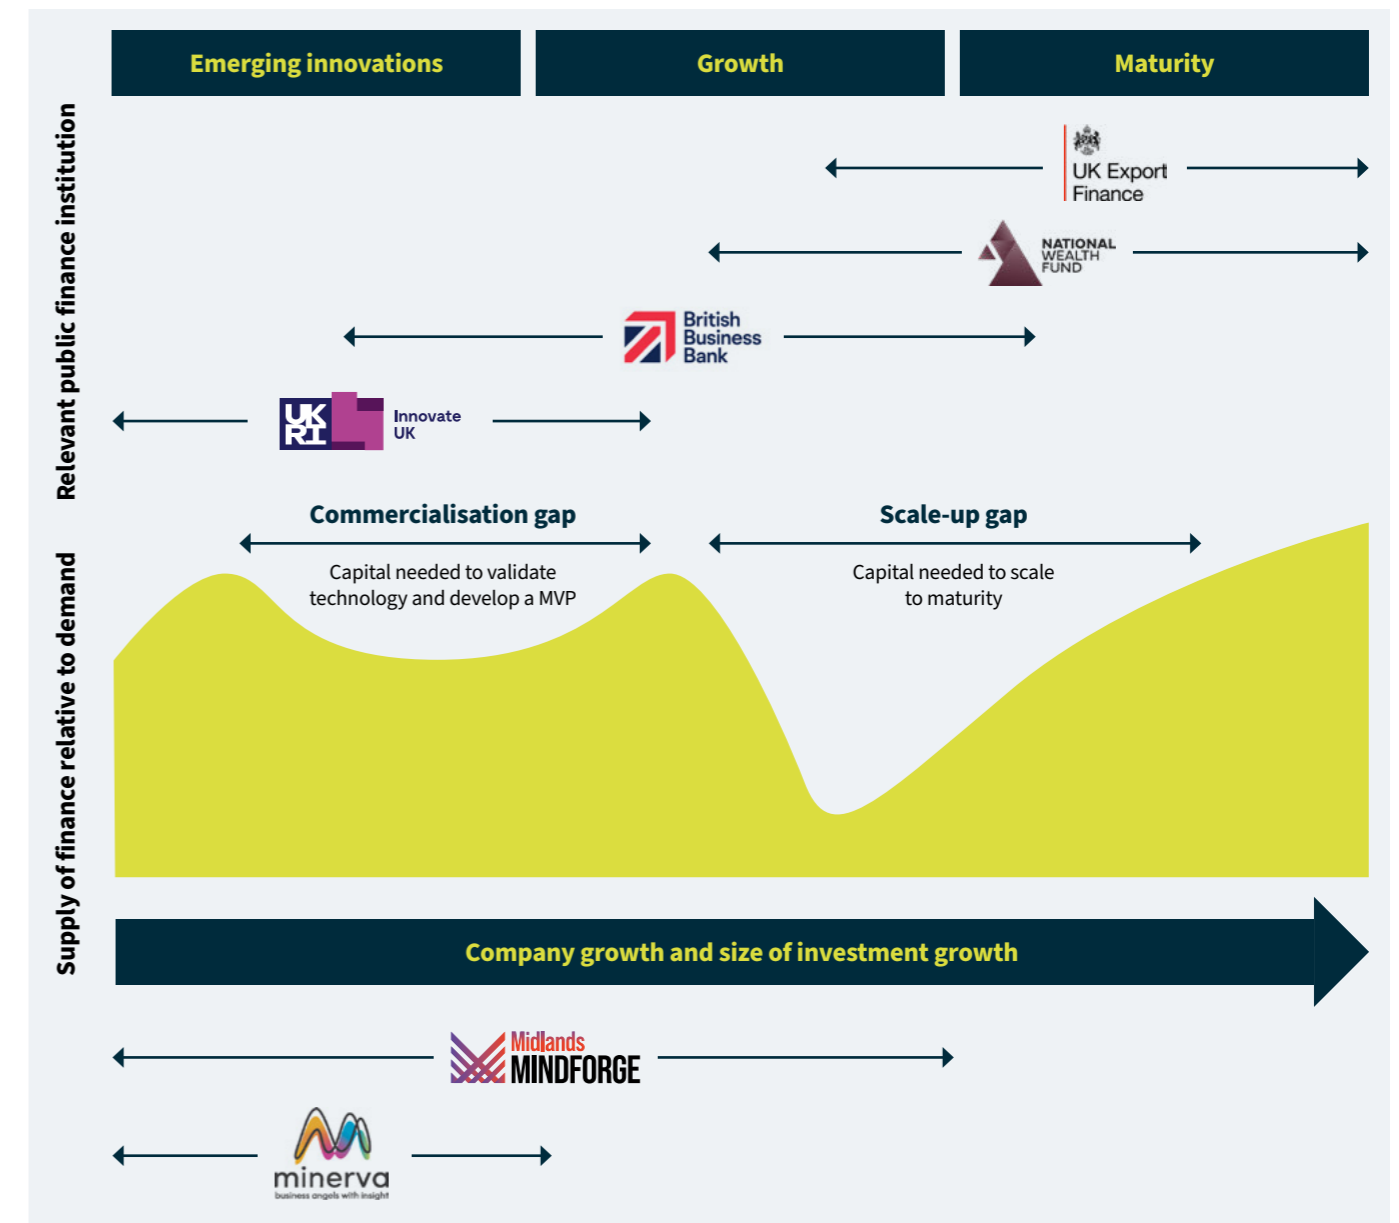 Emerging innovations
Growth
Maturity
Relevant public finance institution
UK Export
Finance
NATIONAL
WEALTH
FUND
British
Business
Bank
UK
RI
Innovate
UK
Commercialisation gap
Capital needed to validate
technology and develop a MVP
Scale-up gap
Capital needed to scale
to maturity
Supply of finance relative to demand
Company growth and size of investment growth
Midlands
MINDFORGE
minerva
business angels with insight